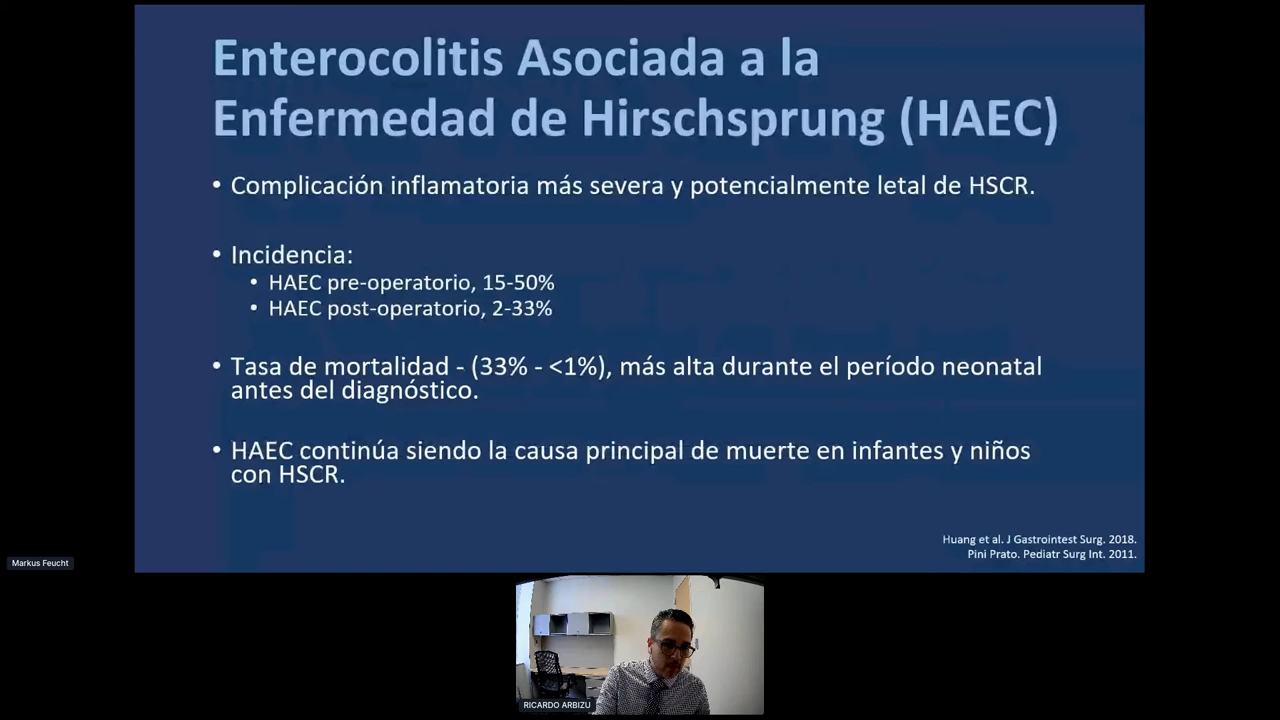 Enterocolitis Asociada a la
Enfermedad de Hirschsprung (HAEC)
• Complicación inflamatoria más severa y potencialmente letal de HSCR.
• Incidencia:
• HAEC pre-operatorio, 15-50%
• HAEC post-operatorio, 2-33%
• Tasa de mortalidad - (33% - <1%), más alta durante el período neonatal
antes del diagnóstico.
• HAEC continúa siendo la causa principal de muerte en infantes y niños
con HSCR.
Huang et al. J Gastrointest Surg. 2018.
Pini Prato. Pediatr Surg Int. 2011.
Markus Feucht
RICARDO ARBIZU